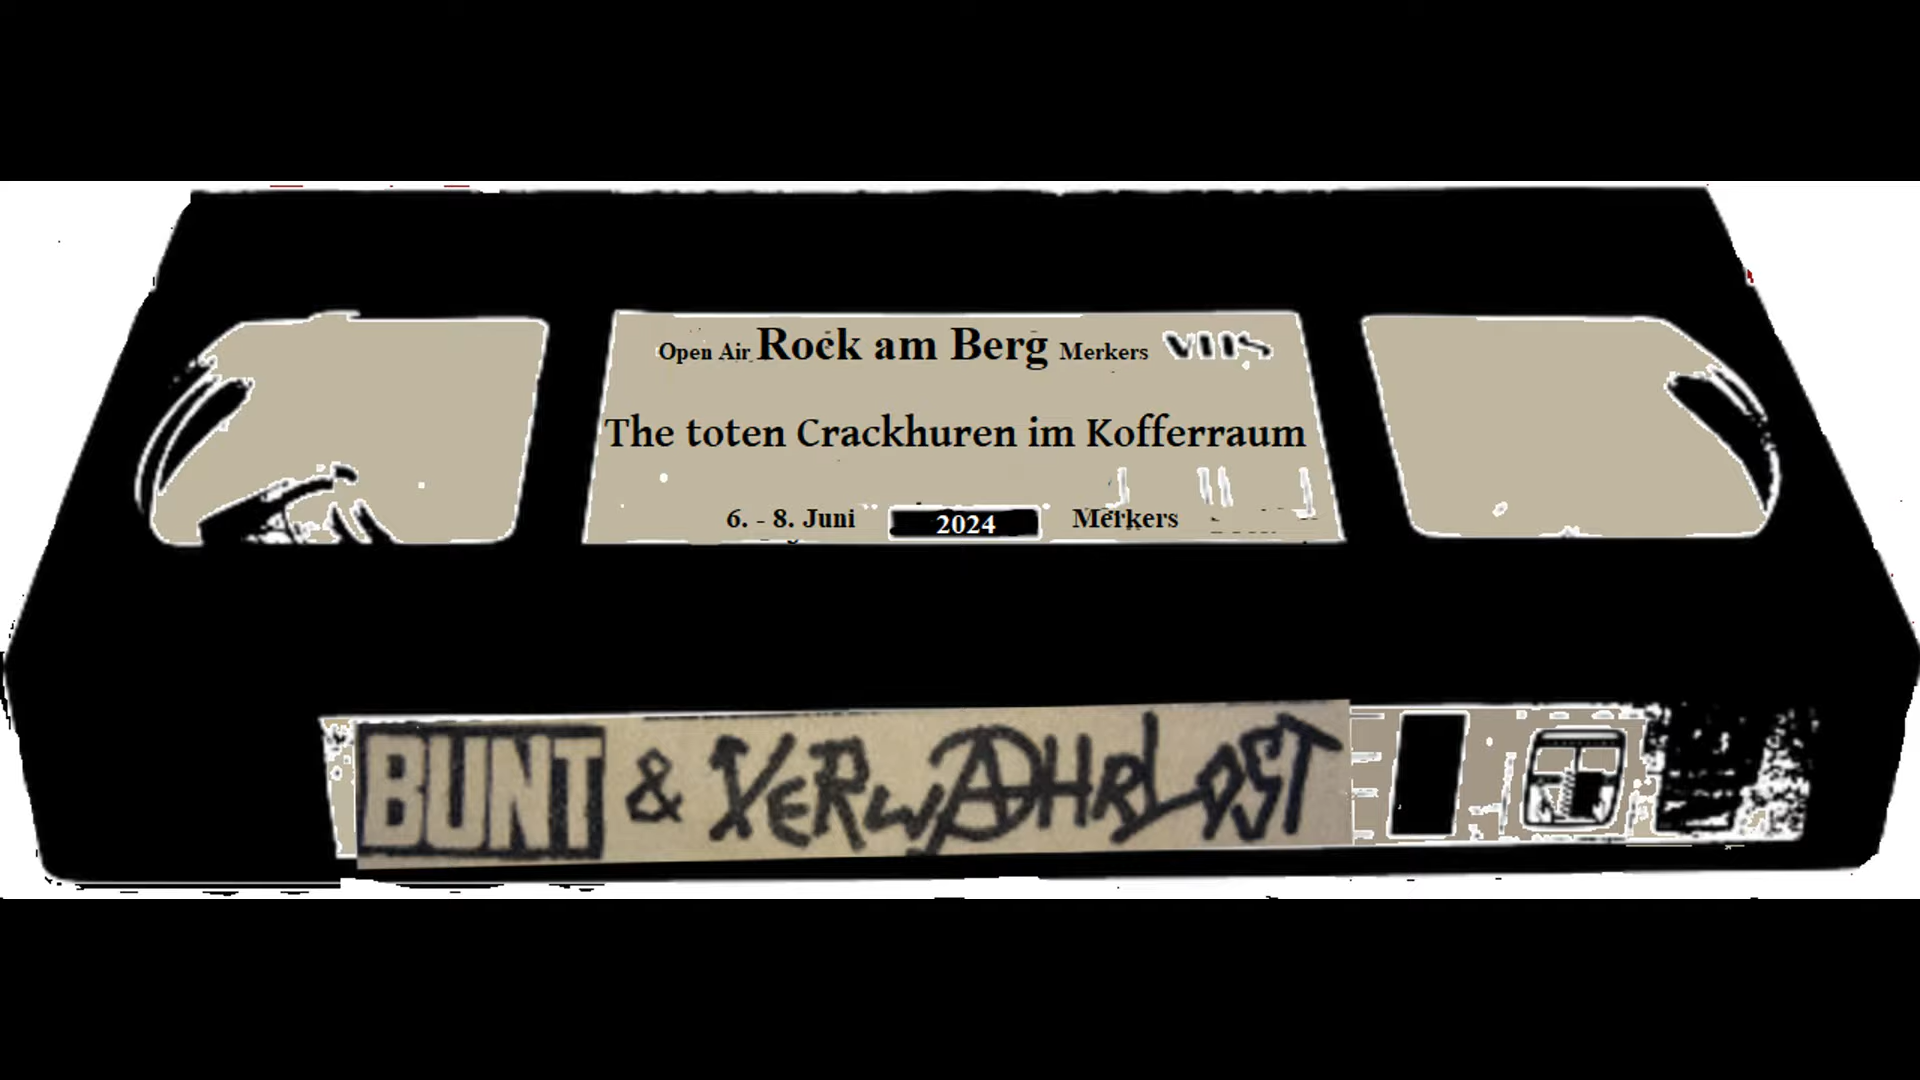 Open Air Rock am Berg Merkers VHS
The toten Crackhuren im Kofferraum
6. - 8. Juni 2024 Merkers
BUNT & VERWAHRLOST